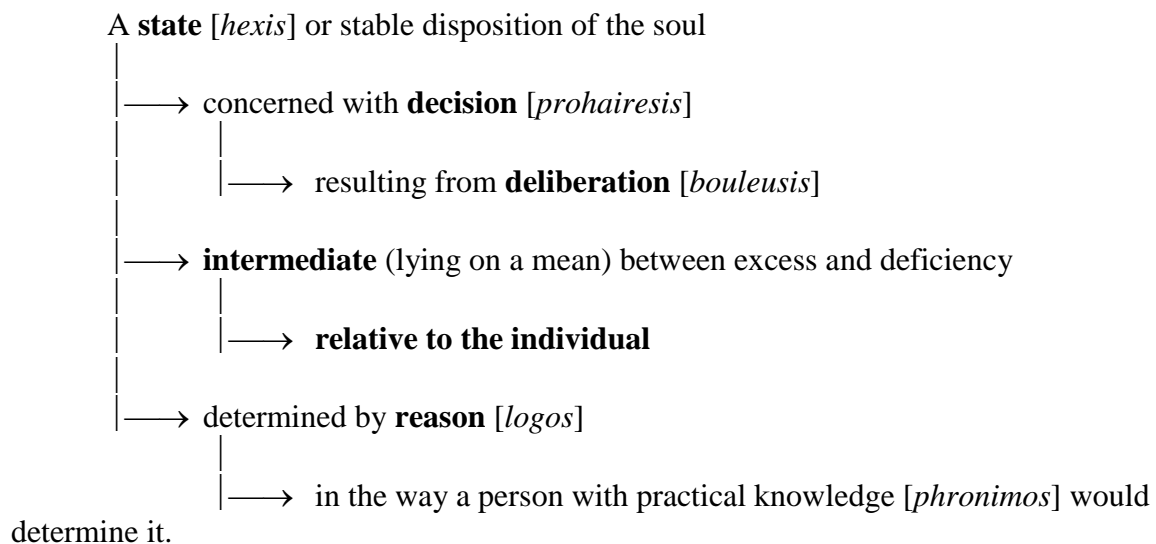 A state [hexis] or stable disposition of the soul
concerned with decision [prohairesis]
resulting from deliberation [bouleusis]
intermediate (lying on a mean) between excess and deficiency
relative to the individual
determined by reason [logos]
in the way a person with practical knowledge [phronimos] would
determine it.